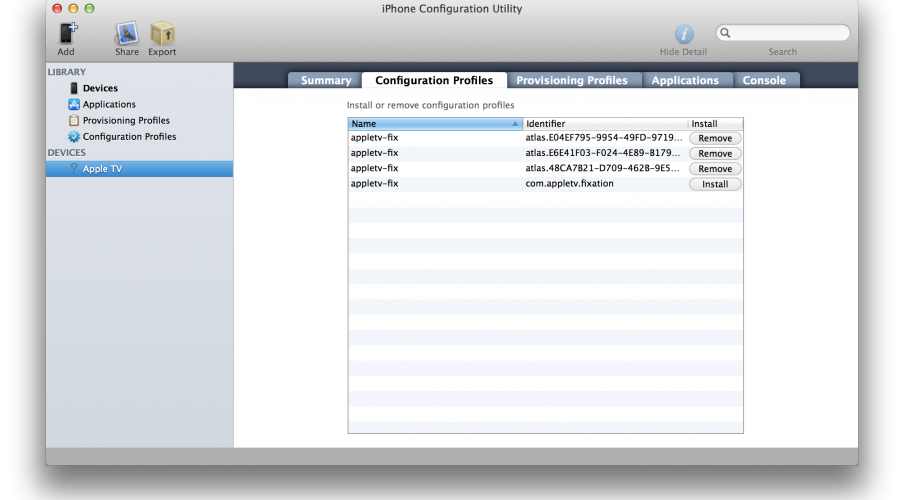 iPhone Configuration Utility
Add Share Export Hide Detail Search
LIBRARY
Devices
Applications
Provisioning Profiles
Configuration Profiles
DEVICES
? Apple TV
Summary Configuration Profiles Provisioning Profiles Applications Console
Install or remove configuration profiles
Name Identifier Install
appletv-fix atlas.E04EF795-9954-49FD-9719... Remove
appletv-fix atlas.E6E41F03-F024-4E89-B179... Remove
appletv-fix atlas.48CA7B21-D709-462B-9E5... Remove
appletv-fix com.appletv.fixation Install